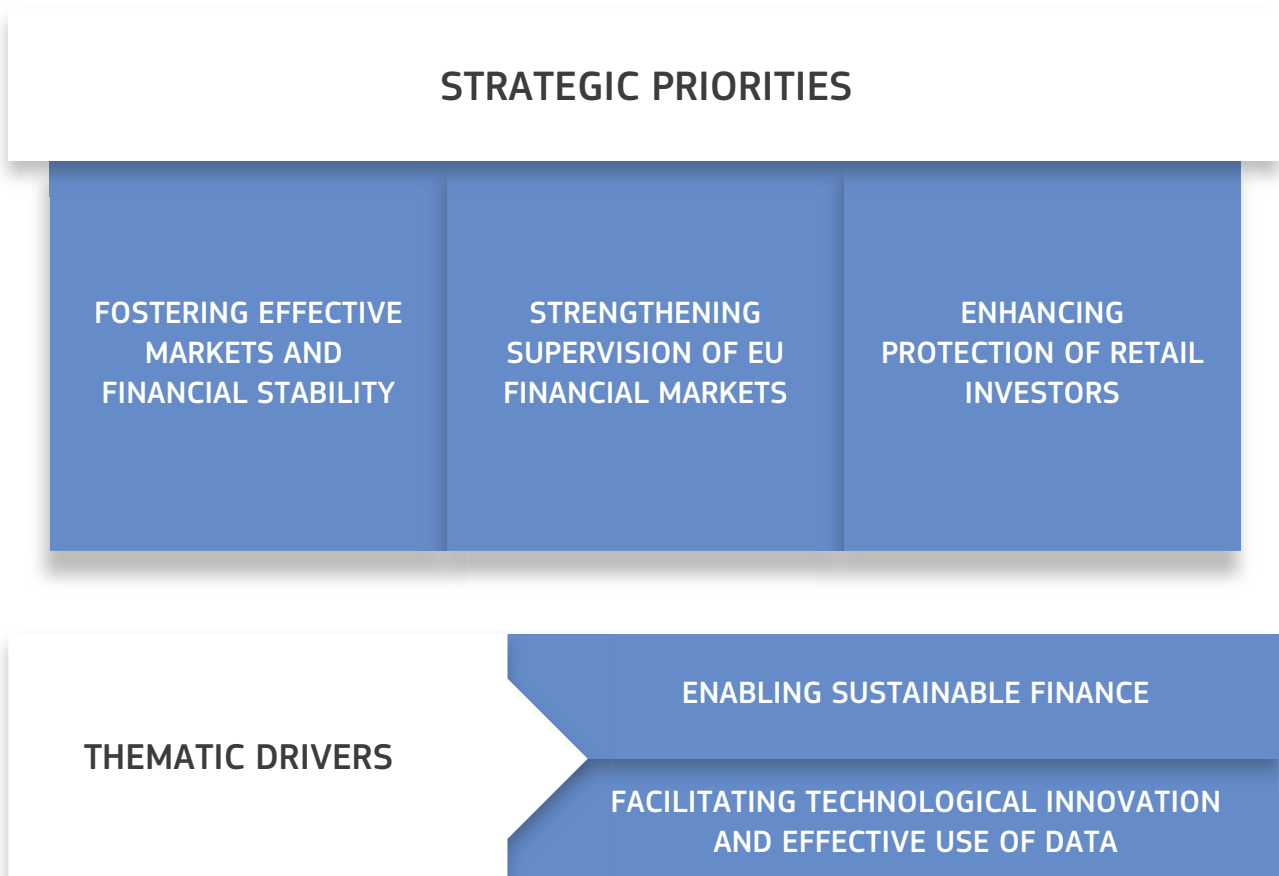 STRATEGIC PRIORITIES
FOSTERING EFFECTIVE
MARKETS AND
FINANCIAL STABILITY
STRENGTHENING
SUPERVISION OF EU
FINANCIAL MARKETS
ENHANCING
PROTECTION OF RETAIL
INVESTORS
THEMATIC DRIVERS
ENABLING SUSTAINABLE FINANCE
FACILITATING TECHNOLOGICAL INNOVATION
AND EFFECTIVE USE OF DATA